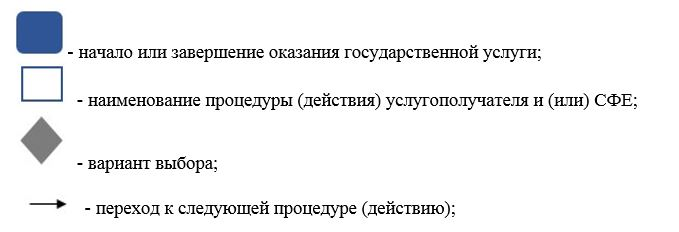 - начало или завершение оказания государственной услуги;
- наименование процедуры (действия) услугополучателя и (или) СФЕ;
- вариант выбора;
- переход к следующей процедуре (действию);